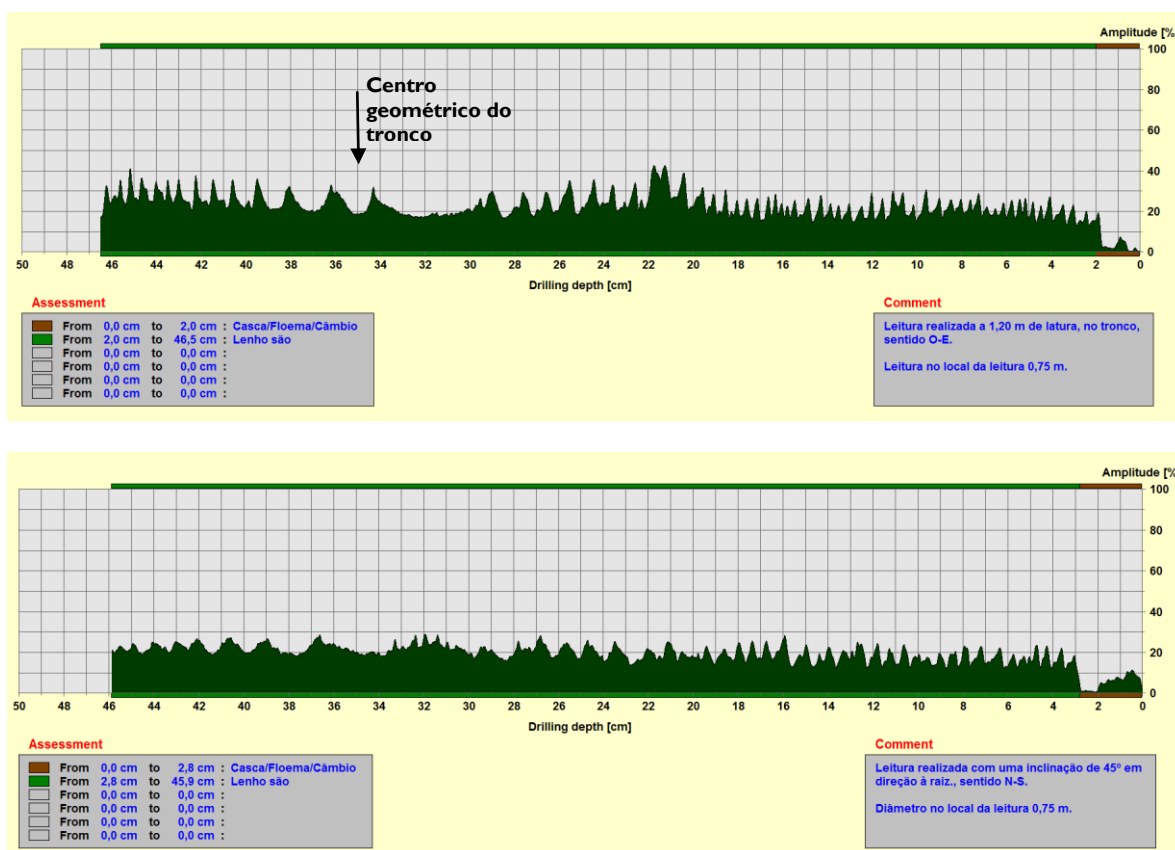 Amplitude [%
100
Centro
geométrico do
tronco
80
60
40
20
0
50 48 46 44 42 40 38 36 34 32 30 28 26 24 22 20 18 16 14 12 10 8 6 4 2 0
Drilling depth [cm]
Assessment
From 0,0 cm to 2,0 cm : Casca/Floema/Câmbio
From 2,0 cm to 46,5 cm : Lenho são
From 0,0 cm to 0,0 cm :
From 0,0 cm to 0,0 cm :
From 0,0 cm to 0,0 cm :
From 0,0 cm to 0,0 cm :
Comment
Leitura realizada a 1,20 m de latura, no tronco,
sentido O-E.
Leitura no local da leitura 0,75 m.
Amplitude [%
100
80
60
40
20
0
50 48 46 44 42 40 38 36 34 32 30 28 26 24 22 20 18 16 14 12 10 8 6 4 2 0
Drilling depth [cm]
Assessment
From 0,0 cm to 2,8 cm : Casca/Floema/Câmbio
From 2,8 cm to 45,9 cm : Lenho são
From 0,0 cm to 0,0 cm :
From 0,0 cm to 0,0 cm :
From 0,0 cm to 0,0 cm :
From 0,0 cm to 0,0 cm :
Comment
Leitura realizada com uma inclinação de 45º em
direção à raiz., sentido N-S.
Diâmetro no local da leitura 0,75 m.